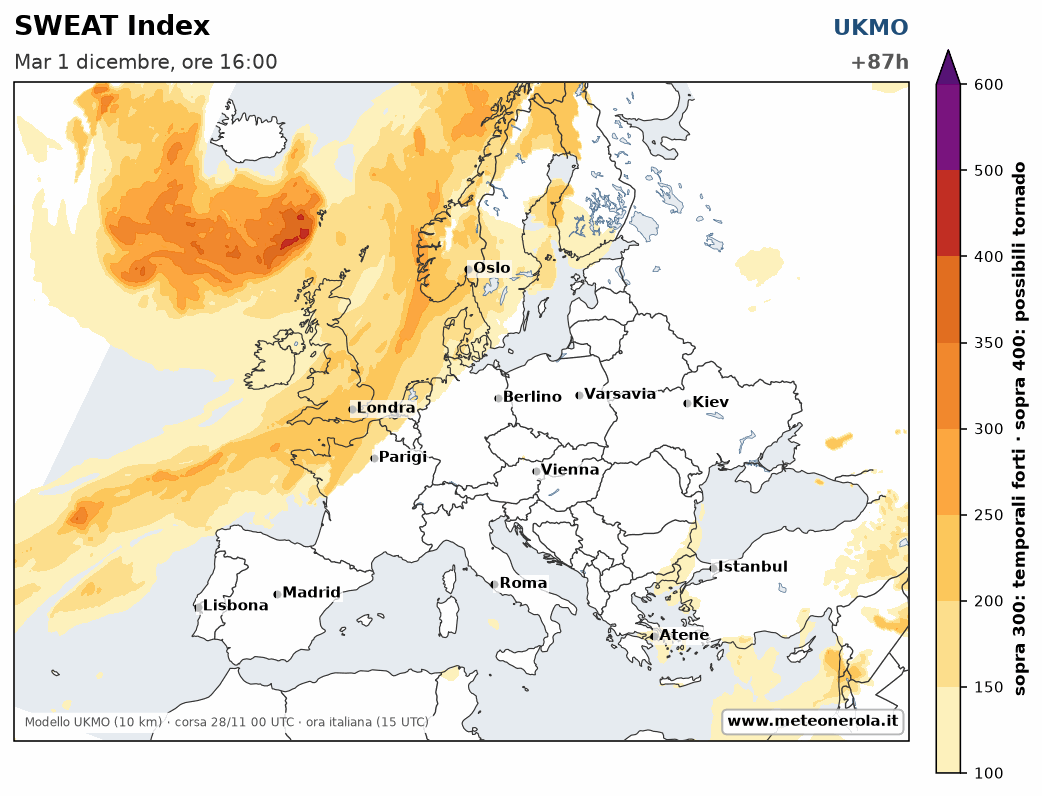 SWEAT Index
UKMO
Mar 1 dicembre, ore 16:00
+87h
600
500
400
350
300
250
200
150
100
sopra 300: temporali forti · sopra 400: possibili tornado
Oslo
Berlino
Varsavia
Kiev
Londra
Parigi
Vienna
Istanbul
Roma
Madrid
Lisbona
Atene
Modello UKMO (10 km) · corsa 28/11 00 UTC · ora italiana (15 UTC)
www.meteonerola.it